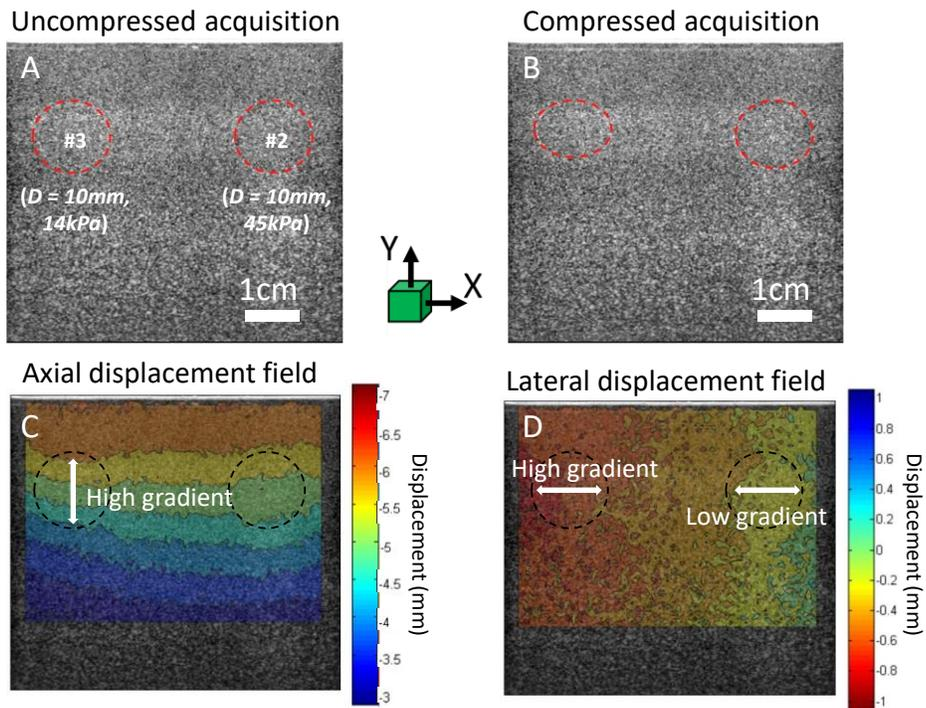 Uncompressed acquisition
Compressed acquisition
A
#3
#2
(D = 10mm,
14kPa)
(D = 10mm,
45kPa)
1cm
B
1cm
Y
X
Axial displacement field
C
High gradient
-7
-6.5
-6
-5.5
-5
-4.5
-4
-3.5
-3
Displacement (mm)
Lateral displacement field
D
High gradient
Low gradient
1
0.8
0.6
0.4
0.2
0
-0.2
-0.4
-0.6
-0.8
-1
Displacement (mm)